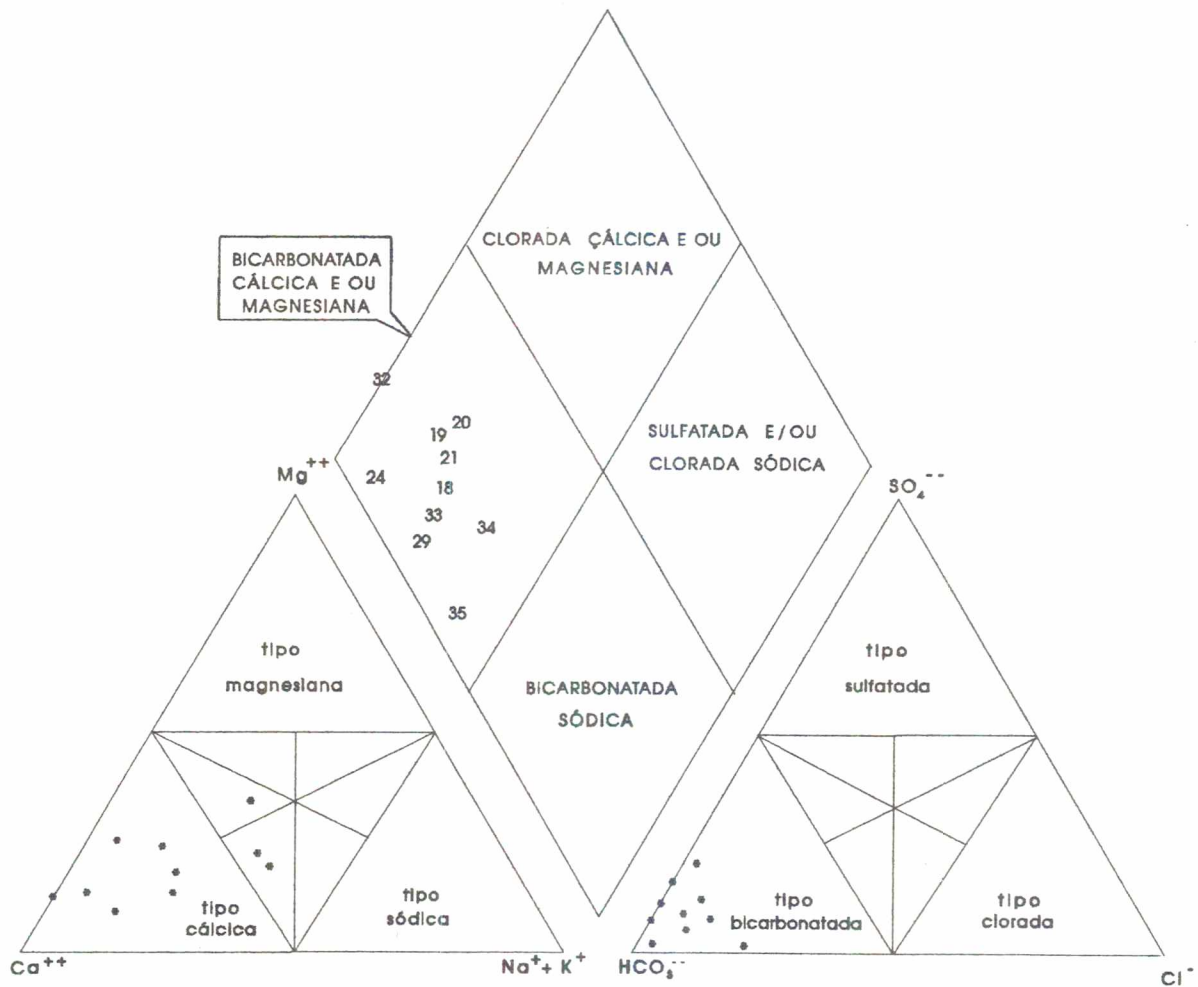 CLORADA ÇÁLCICA E OU
MAGNESIANA
BICARBONATADA
CÁLCICA E OU
MAGNESIANA
32
20
19
SULFATADA E/OU
CLORADA SÓDICA
21
Mg++
24
SO4--
18
33
34
29
35
tipo
magnesiana
tipo
sulfatada
BICARBONATADA
SÓDICA
tipo
cálcica
tipo
sódica
tipo
bicarbonatada
tipo
clorada
Ca++
Na++ K+
HCO3--
Cl-